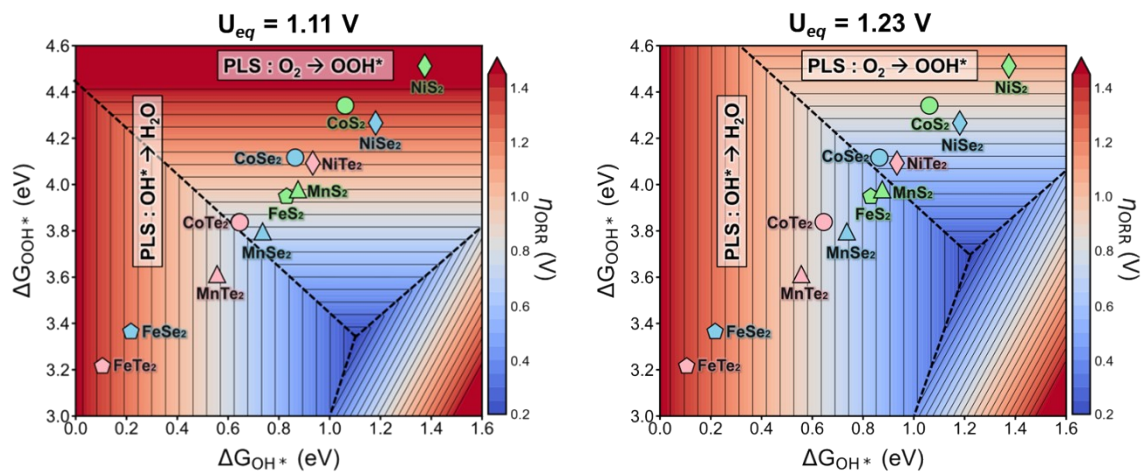 U_eq = 1.11 V
PLS : O₂ → OOH*
PLS : OH* → H₂O
NiS₂
CoS₂
NiSe₂
CoSe₂
NiTe₂
MnS₂
FeS₂
CoTe₂
MnSe₂
MnTe₂
FeSe₂
FeTe₂
4.6
4.4
4.2
4.0
3.8
3.6
3.4
3.2
3.0
ΔG_OOH* (eV)
0.0 0.2 0.4 0.6 0.8 1.0 1.2 1.4 1.6
ΔG_OH* (eV)
1.4
1.2
1.0
0.8
0.6
0.4
0.2
η_ORR (V)
U_eq = 1.23 V
PLS : O₂ → OOH*
PLS : OH* → H₂O
NiS₂
CoS₂
NiSe₂
CoSe₂
NiTe₂
MnS₂
FeS₂
CoTe₂
MnSe₂
MnTe₂
FeSe₂
FeTe₂
4.6
4.4
4.2
4.0
3.8
3.6
3.4
3.2
3.0
ΔG_OOH* (eV)
0.0 0.2 0.4 0.6 0.8 1.0 1.2 1.4 1.6
ΔG_OH* (eV)
1.4
1.2
1.0
0.8
0.6
0.4
0.2
η_ORR (V)